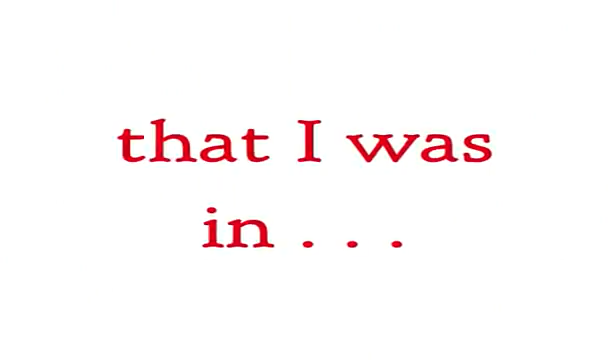 that I was
in . . .